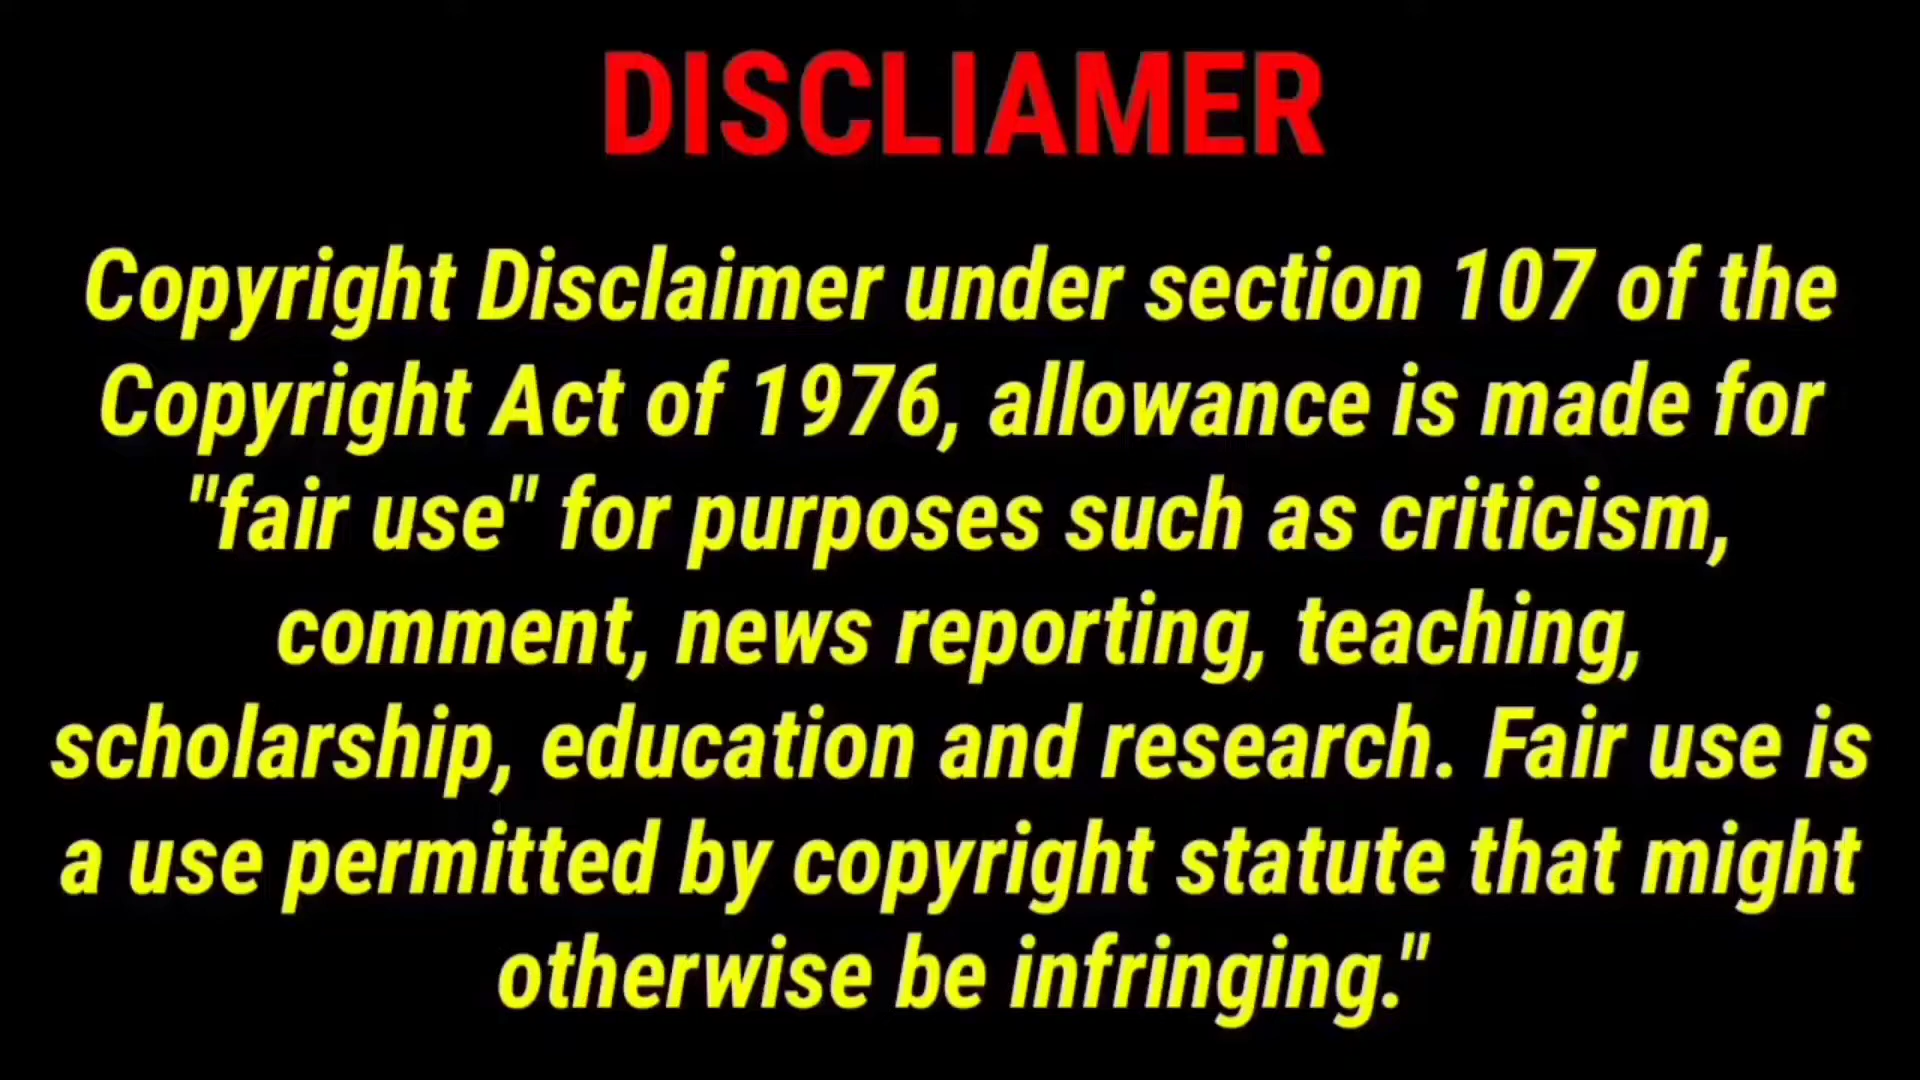 DISCLIAMER
Copyright Disclaimer under section 107 of the
Copyright Act of 1976, allowance is made for
"fair use" for purposes such as criticism,
comment, news reporting, teaching,
scholarship, education and research. Fair use is
a use permitted by copyright statute that might
otherwise be infringing."